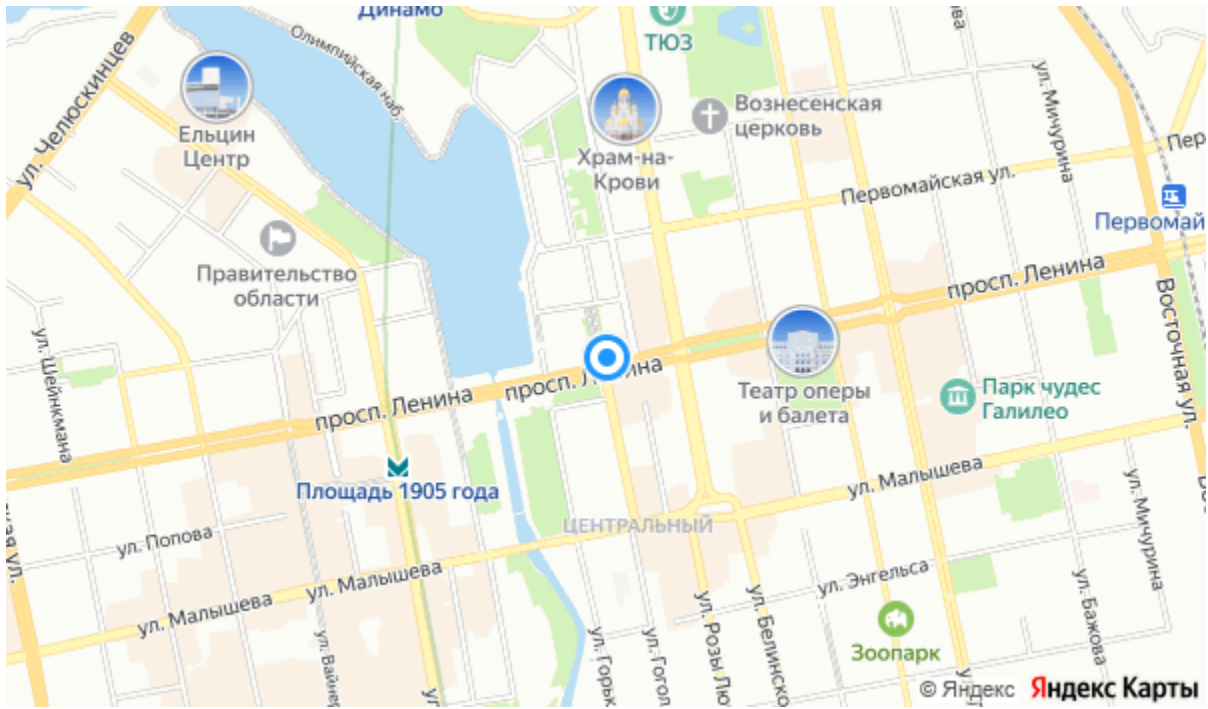 Динамо
ТЮЗ
Олимпийская наб.
ул. Челюскинцев
Ельцин
Центр
Вознесенская
церковь
ул. Мичурина
Храм-на-
Крови
Первомайская ул.
Пер
Первомай
Правительство
области
просп. Ленина
Восточная ул.
ул. Шейнкмана
просп. Ленина
просп. Ленина
Театр оперы
и балета
Парк чудес
Галилео
Площадь 1905 года
ул. Малышева
ЦЕНТРАЛЬНЫЙ
ул. Попова
ул. Мичурина
ул. Малышева
ул. Малышева
ул. Энгельса
ул. Бажова
ул. Вайнер
ул. Горьк
ул. Гогол
ул. Розы Лю
ул. Белинско
Зоопарк
© Яндекс Яндекс Карты